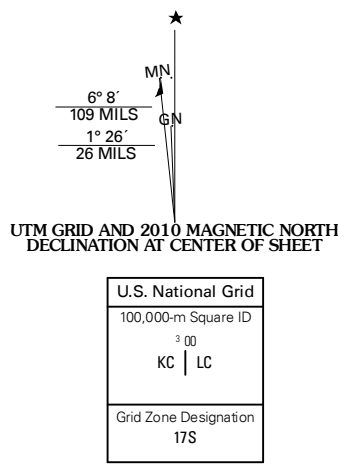 ★
MN.
6° 8´
109 MILS
GN
1° 26´
26 MILS
UTM GRID AND 2010 MAGNETIC NORTH
DECLINATION AT CENTER OF SHEET
U.S. National Grid
100,000-m Square ID
3 00
KC | LC
Grid Zone Designation
17S